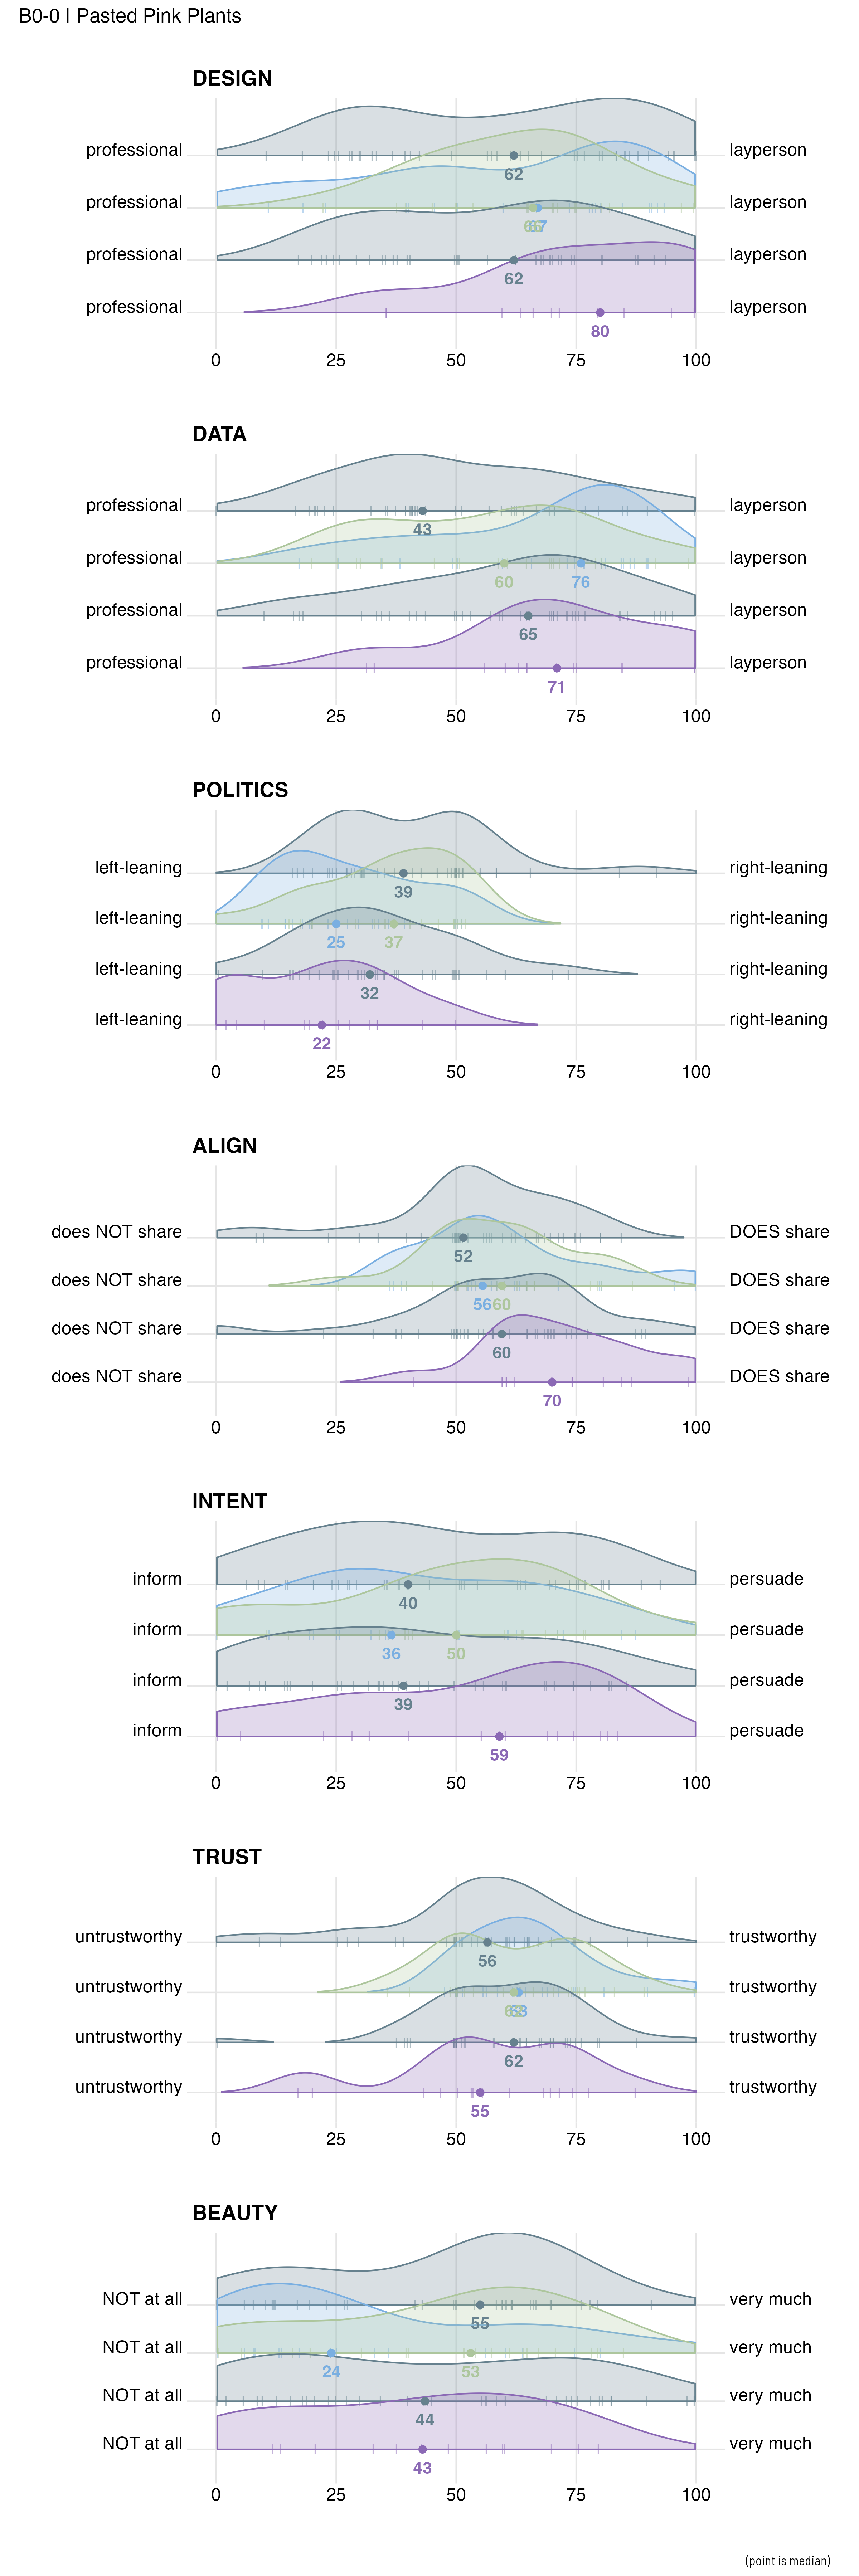 B0-0 | Pasted Pink Plants
DESIGN
professional layperson
62
professional layperson
67
professional layperson
62
professional layperson
80
0 25 50 75 100
DATA
professional layperson
43
professional layperson
60 76
professional layperson
65
professional layperson
71
0 25 50 75 100
POLITICS
left-leaning right-leaning
39
left-leaning right-leaning
25 37
left-leaning right-leaning
32
left-leaning right-leaning
22
0 25 50 75 100
ALIGN
does NOT share DOES share
52
does NOT share DOES share
56 60
does NOT share DOES share
60
does NOT share DOES share
70
0 25 50 75 100
INTENT
inform persuade
40
inform persuade
36 50
inform persuade
39
inform persuade
59
0 25 50 75 100
TRUST
untrustworthy trustworthy
56
untrustworthy trustworthy
63
untrustworthy trustworthy
62
untrustworthy trustworthy
55
0 25 50 75 100
BEAUTY
NOT at all very much
55
NOT at all very much
24 53
NOT at all very much
44
NOT at all very much
43
0 25 50 75 100
(point is median)